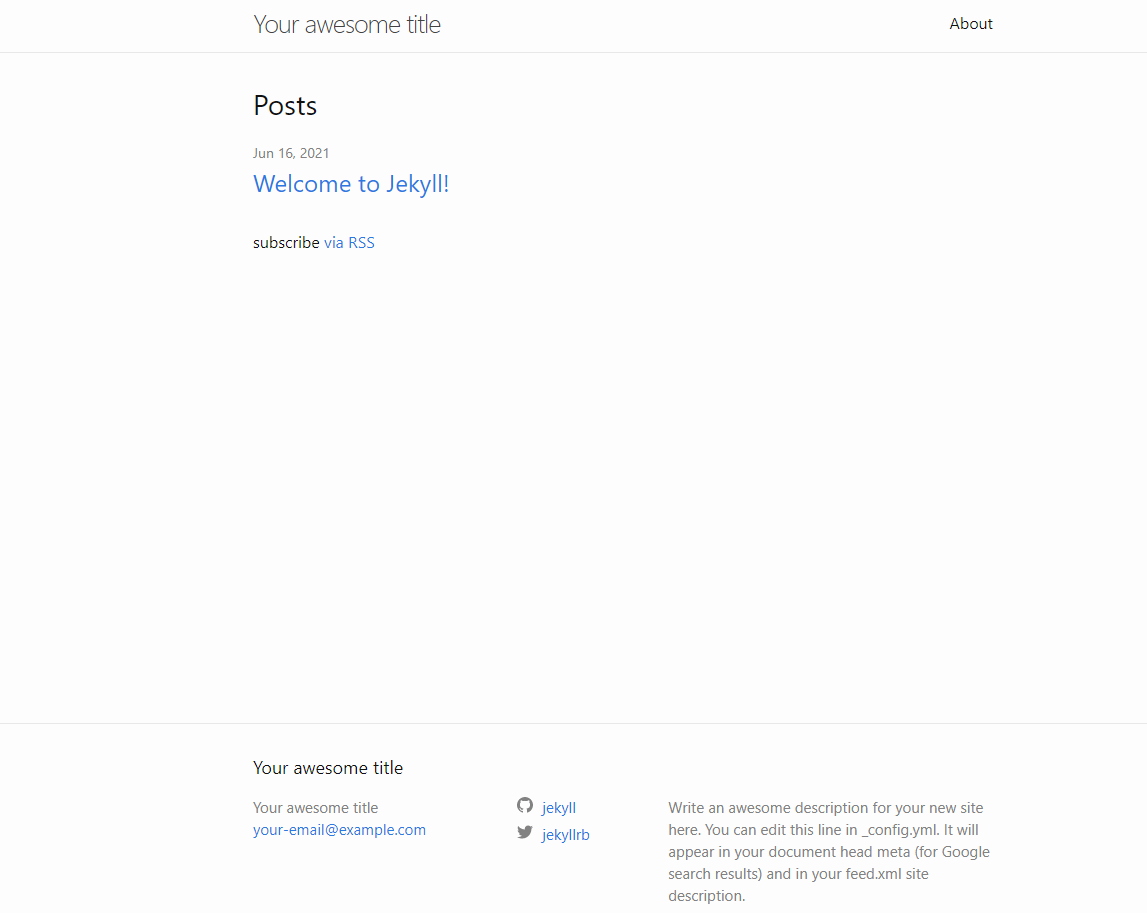 Your awesome title
About
Posts
Jun 16, 2021
Welcome to Jekyll!
subscribe via RSS
Your awesome title
Your awesome title
your-email@example.com
jekyll
jekyllrb
Write an awesome description for your new site
here. You can edit this line in _config.yml. It will
appear in your document head meta (for Google
search results) and in your feed.xml site
description.